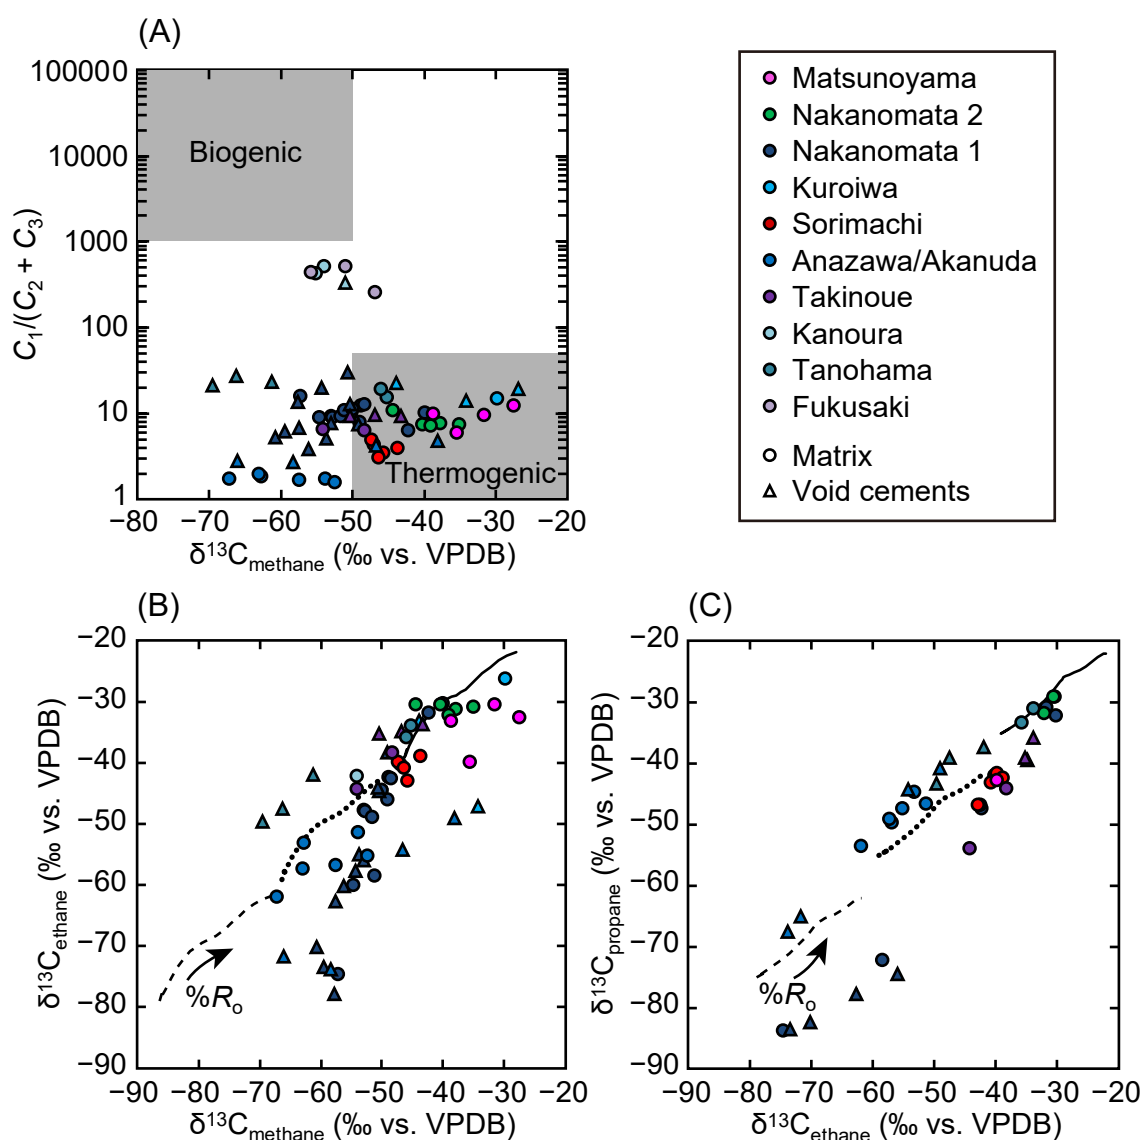 (A)
100000
10000
1000
100
10
1
Biogenic
Thermogenic
C₁/(C₂ + C₃)
−80 −70 −60 −50 −40 −30 −20
δ¹³Cmethane (‰ vs. VPDB)
Matsunoyama
Nakanomata 2
Nakanomata 1
Kuroiwa
Sorimachi
Anazawa/Akanuda
Takinoue
Kanoura
Tanohama
Fukusaki
Matrix
Void cements
(B)
−20
−30
−40
−50
−60
−70
−80
−90
δ¹³Cethane (‰ vs. VPDB)
%Ro
−90 −80 −70 −60 −50 −40 −30 −20
δ¹³Cmethane (‰ vs. VPDB)
(C)
−20
−30
−40
−50
−60
−70
−80
−90
δ¹³Cpropane (‰ vs. VPDB)
%Ro
−90 −80 −70 −60 −50 −40 −30 −20
δ¹³Cethane (‰ vs. VPDB)